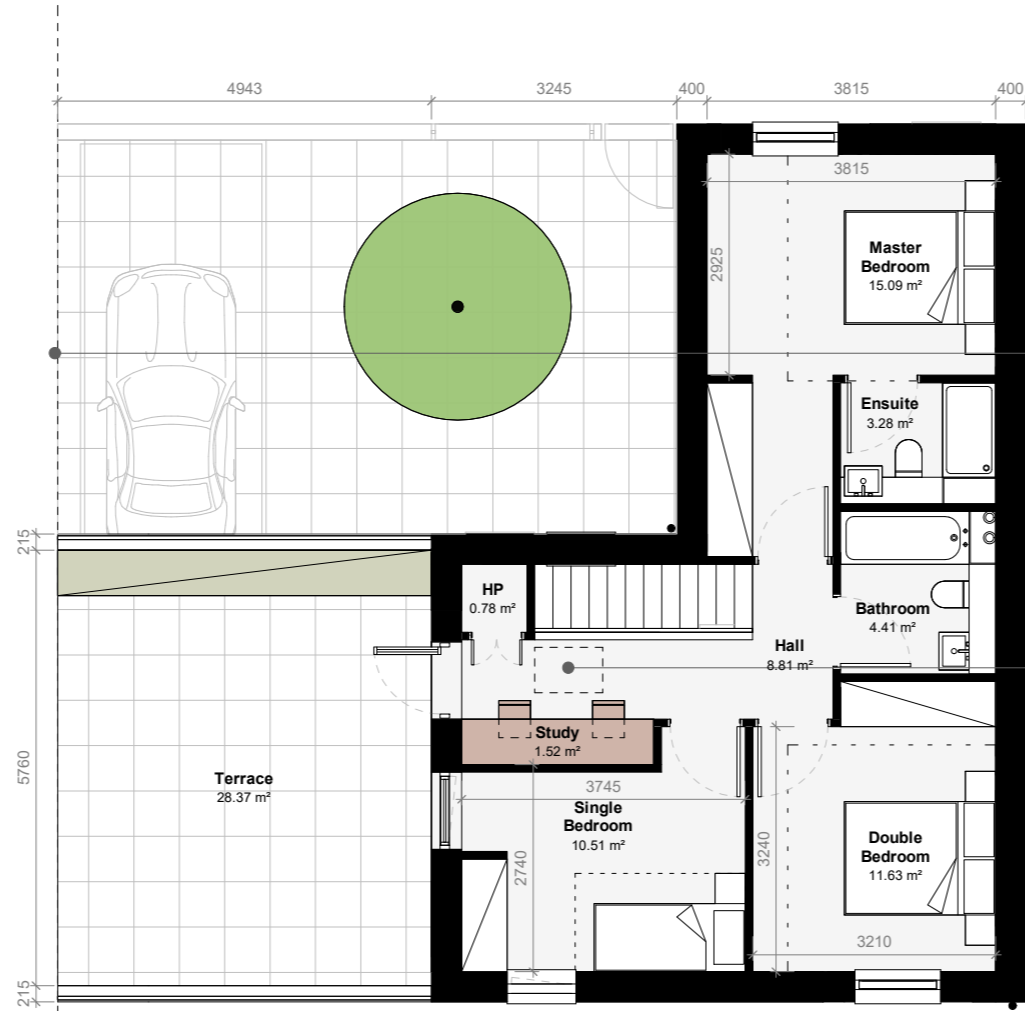 4943
3245
400
3815
400
3815
2925
Master
Bedroom
15.09 m²
Ensuite
3.28 m²
215
HP
0.78 m²
Bathroom
4.41 m²
Hall
8.81 m²
Study
1.52 m²
5760
Terrace
28.37 m²
3745
Single
Bedroom
10.51 m²
2740
3240
Double
Bedroom
11.63 m²
3210
215